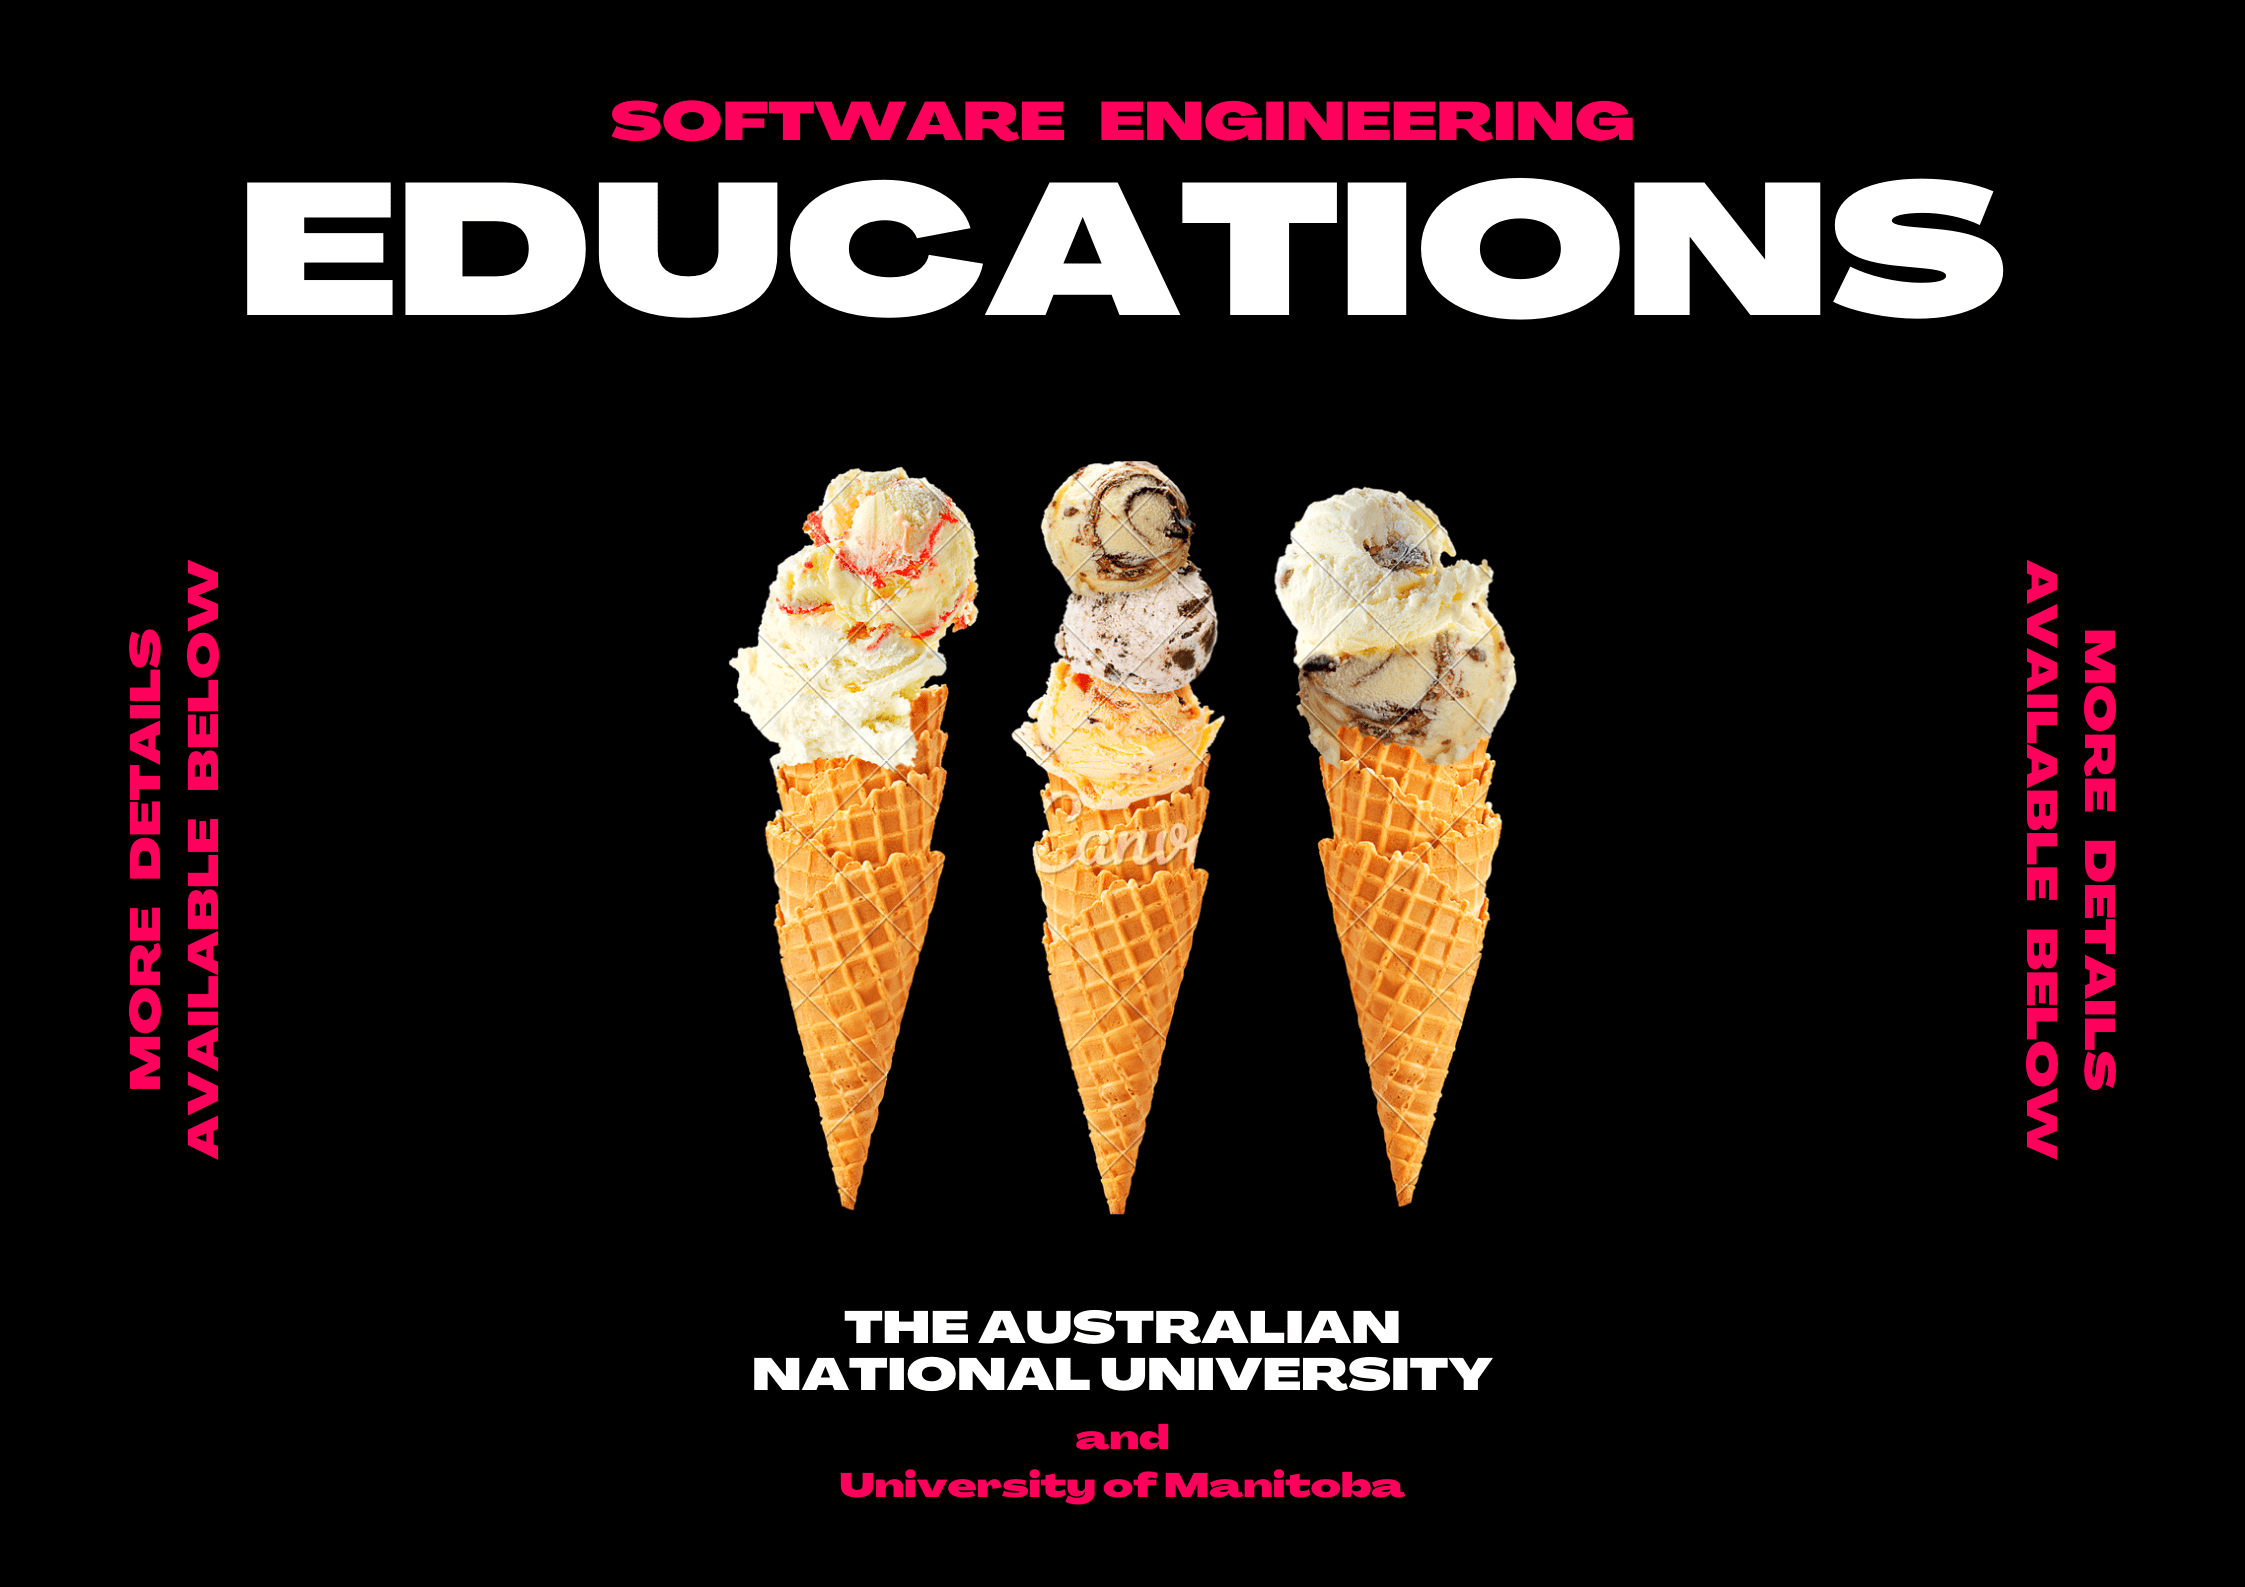 SOFTWARE ENGINEERING
EDUCATIONS
MORE DETAILS
AVAILABLE BELOW
MORE DETAILS
AVAILABLE BELOW
Canva
THE AUSTRALIAN
NATIONAL UNIVERSITY
and
University of Manitoba